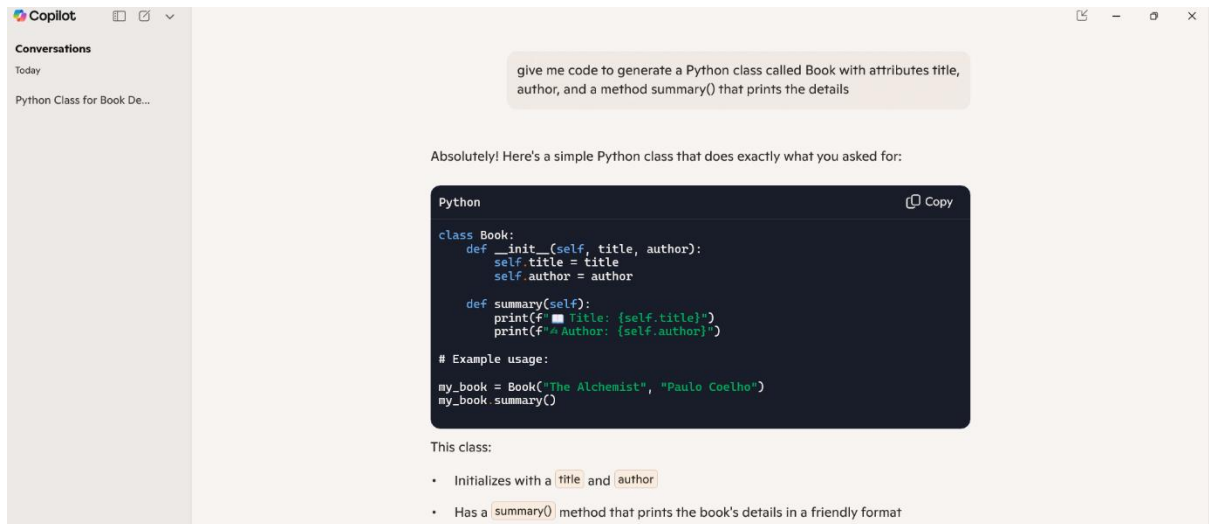 Copilot
Conversations
Today
Python Class for Book De...
give me code to generate a Python class called Book with attributes title,
author, and a method summary() that prints the details
Absolutely! Here's a simple Python class that does exactly what you asked for:
Python
Copy
class Book:
    def __init__(self, title, author):
        self.title = title
        self.author = author
    def summary(self):
        print(f"📖 Title: {self.title}")
        print(f"✍ Author: {self.author}")
# Example usage:
my_book = Book("The Alchemist", "Paulo Coelho")
my_book.summary()
This class:
• Initializes with a title and author
• Has a summary() method that prints the book's details in a friendly format